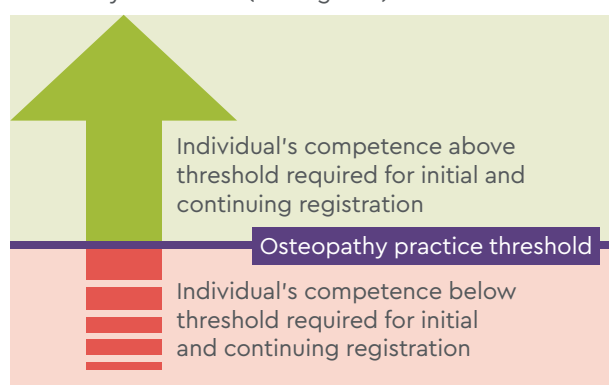 Individual's competence above
threshold required for initial and
continuing registration
Osteopathy practice threshold
Individual's competence below
threshold required for initial
and continuing registration